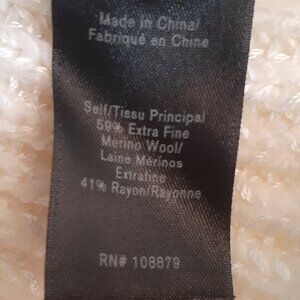 Made in China/
Fabriqué en Chine
Self/Tissu Principal
59% Extra Fine
Merino Wool/
Laine Mérinos
Extrafine
41% Rayon/Rayonne
RN# 108879